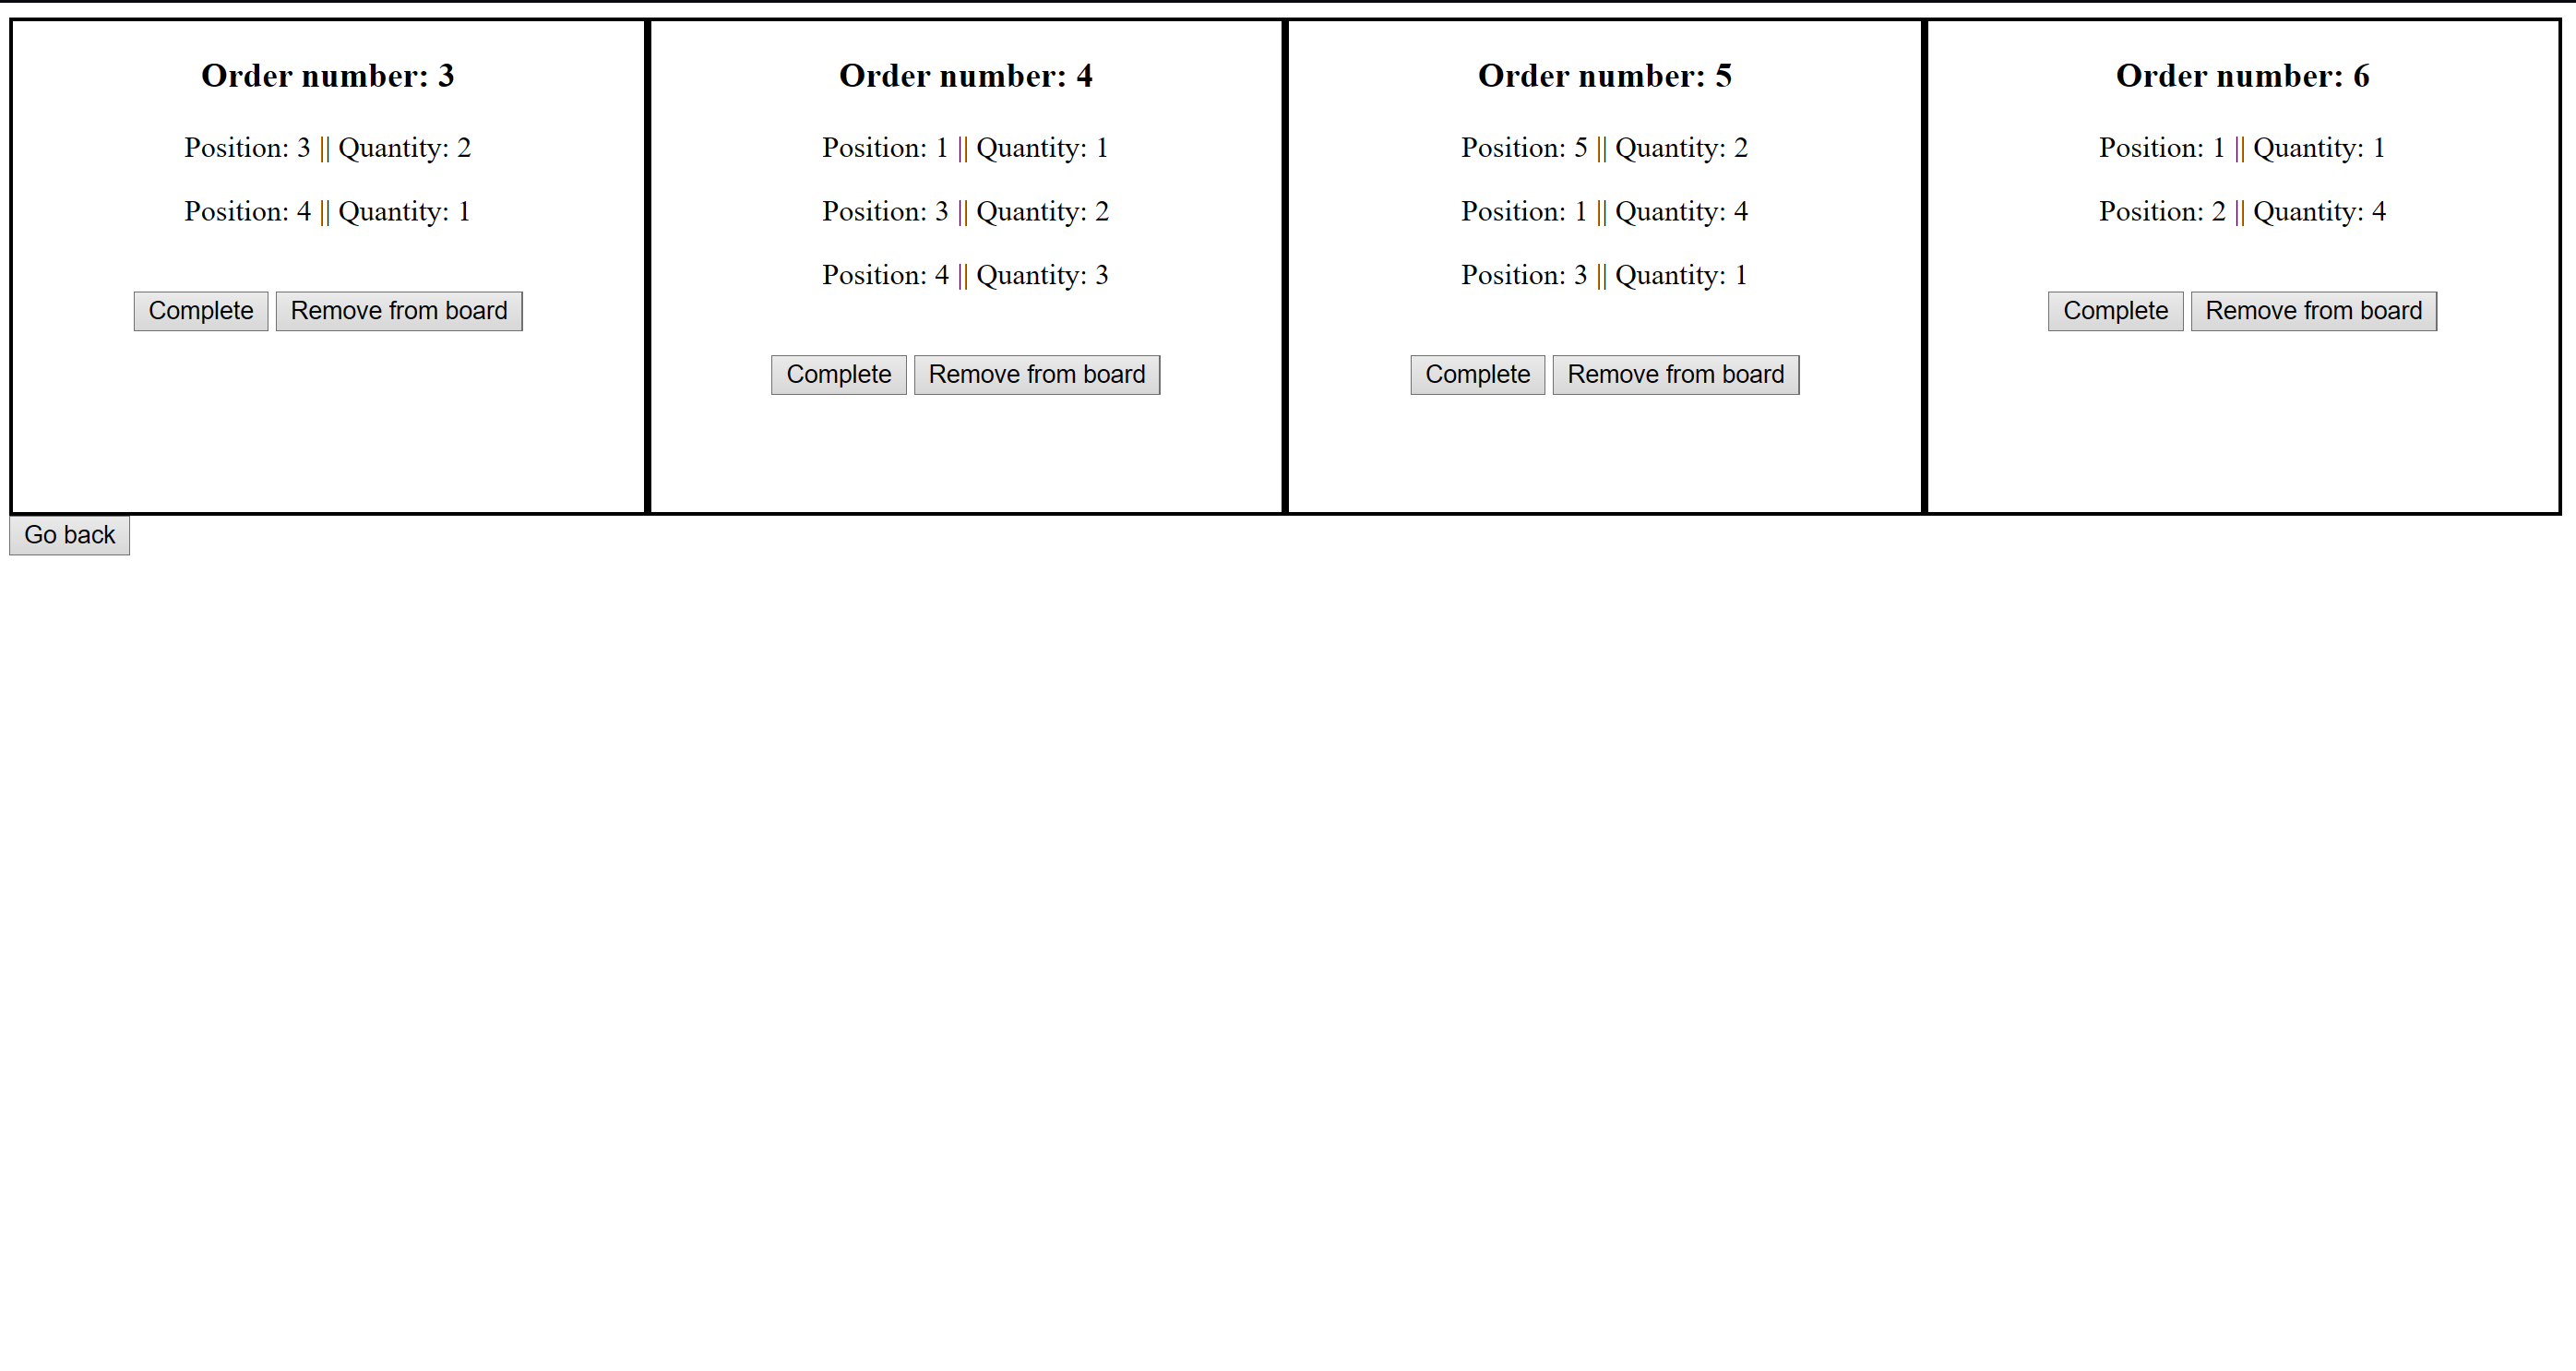 Order number: 3
Position: 3 || Quantity: 2
Position: 4 || Quantity: 1
Complete Remove from board
Order number: 4
Position: 1 || Quantity: 1
Position: 3 || Quantity: 2
Position: 4 || Quantity: 3
Complete Remove from board
Order number: 5
Position: 5 || Quantity: 2
Position: 1 || Quantity: 4
Position: 3 || Quantity: 1
Complete Remove from board
Order number: 6
Position: 1 || Quantity: 1
Position: 2 || Quantity: 4
Complete Remove from board
Go back